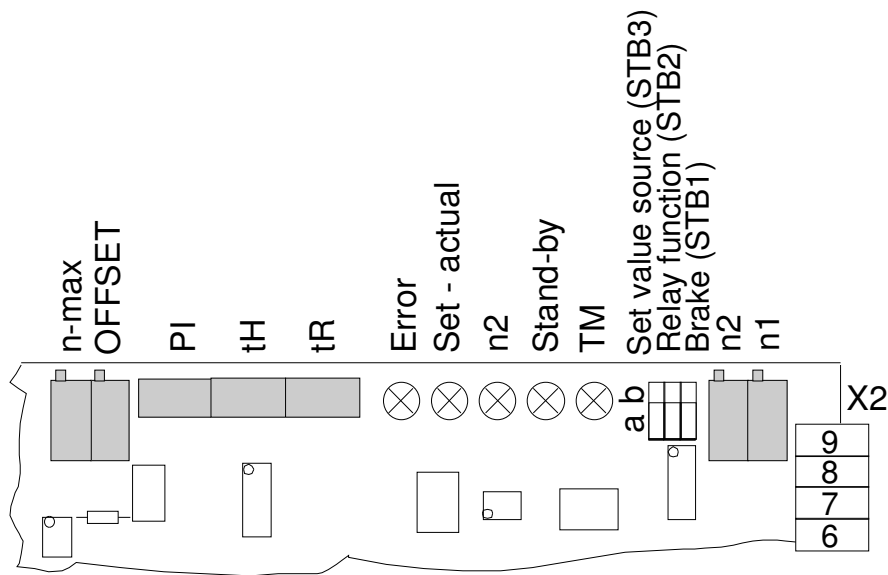 n-max
OFFSET
PI
tH
tR
Error
Set - actual
n2
Stand-by
TM
Set value source (STB3)
Relay function (STB2)
Brake (STB1)
n2
n1
a b
X2
9
8
7
6